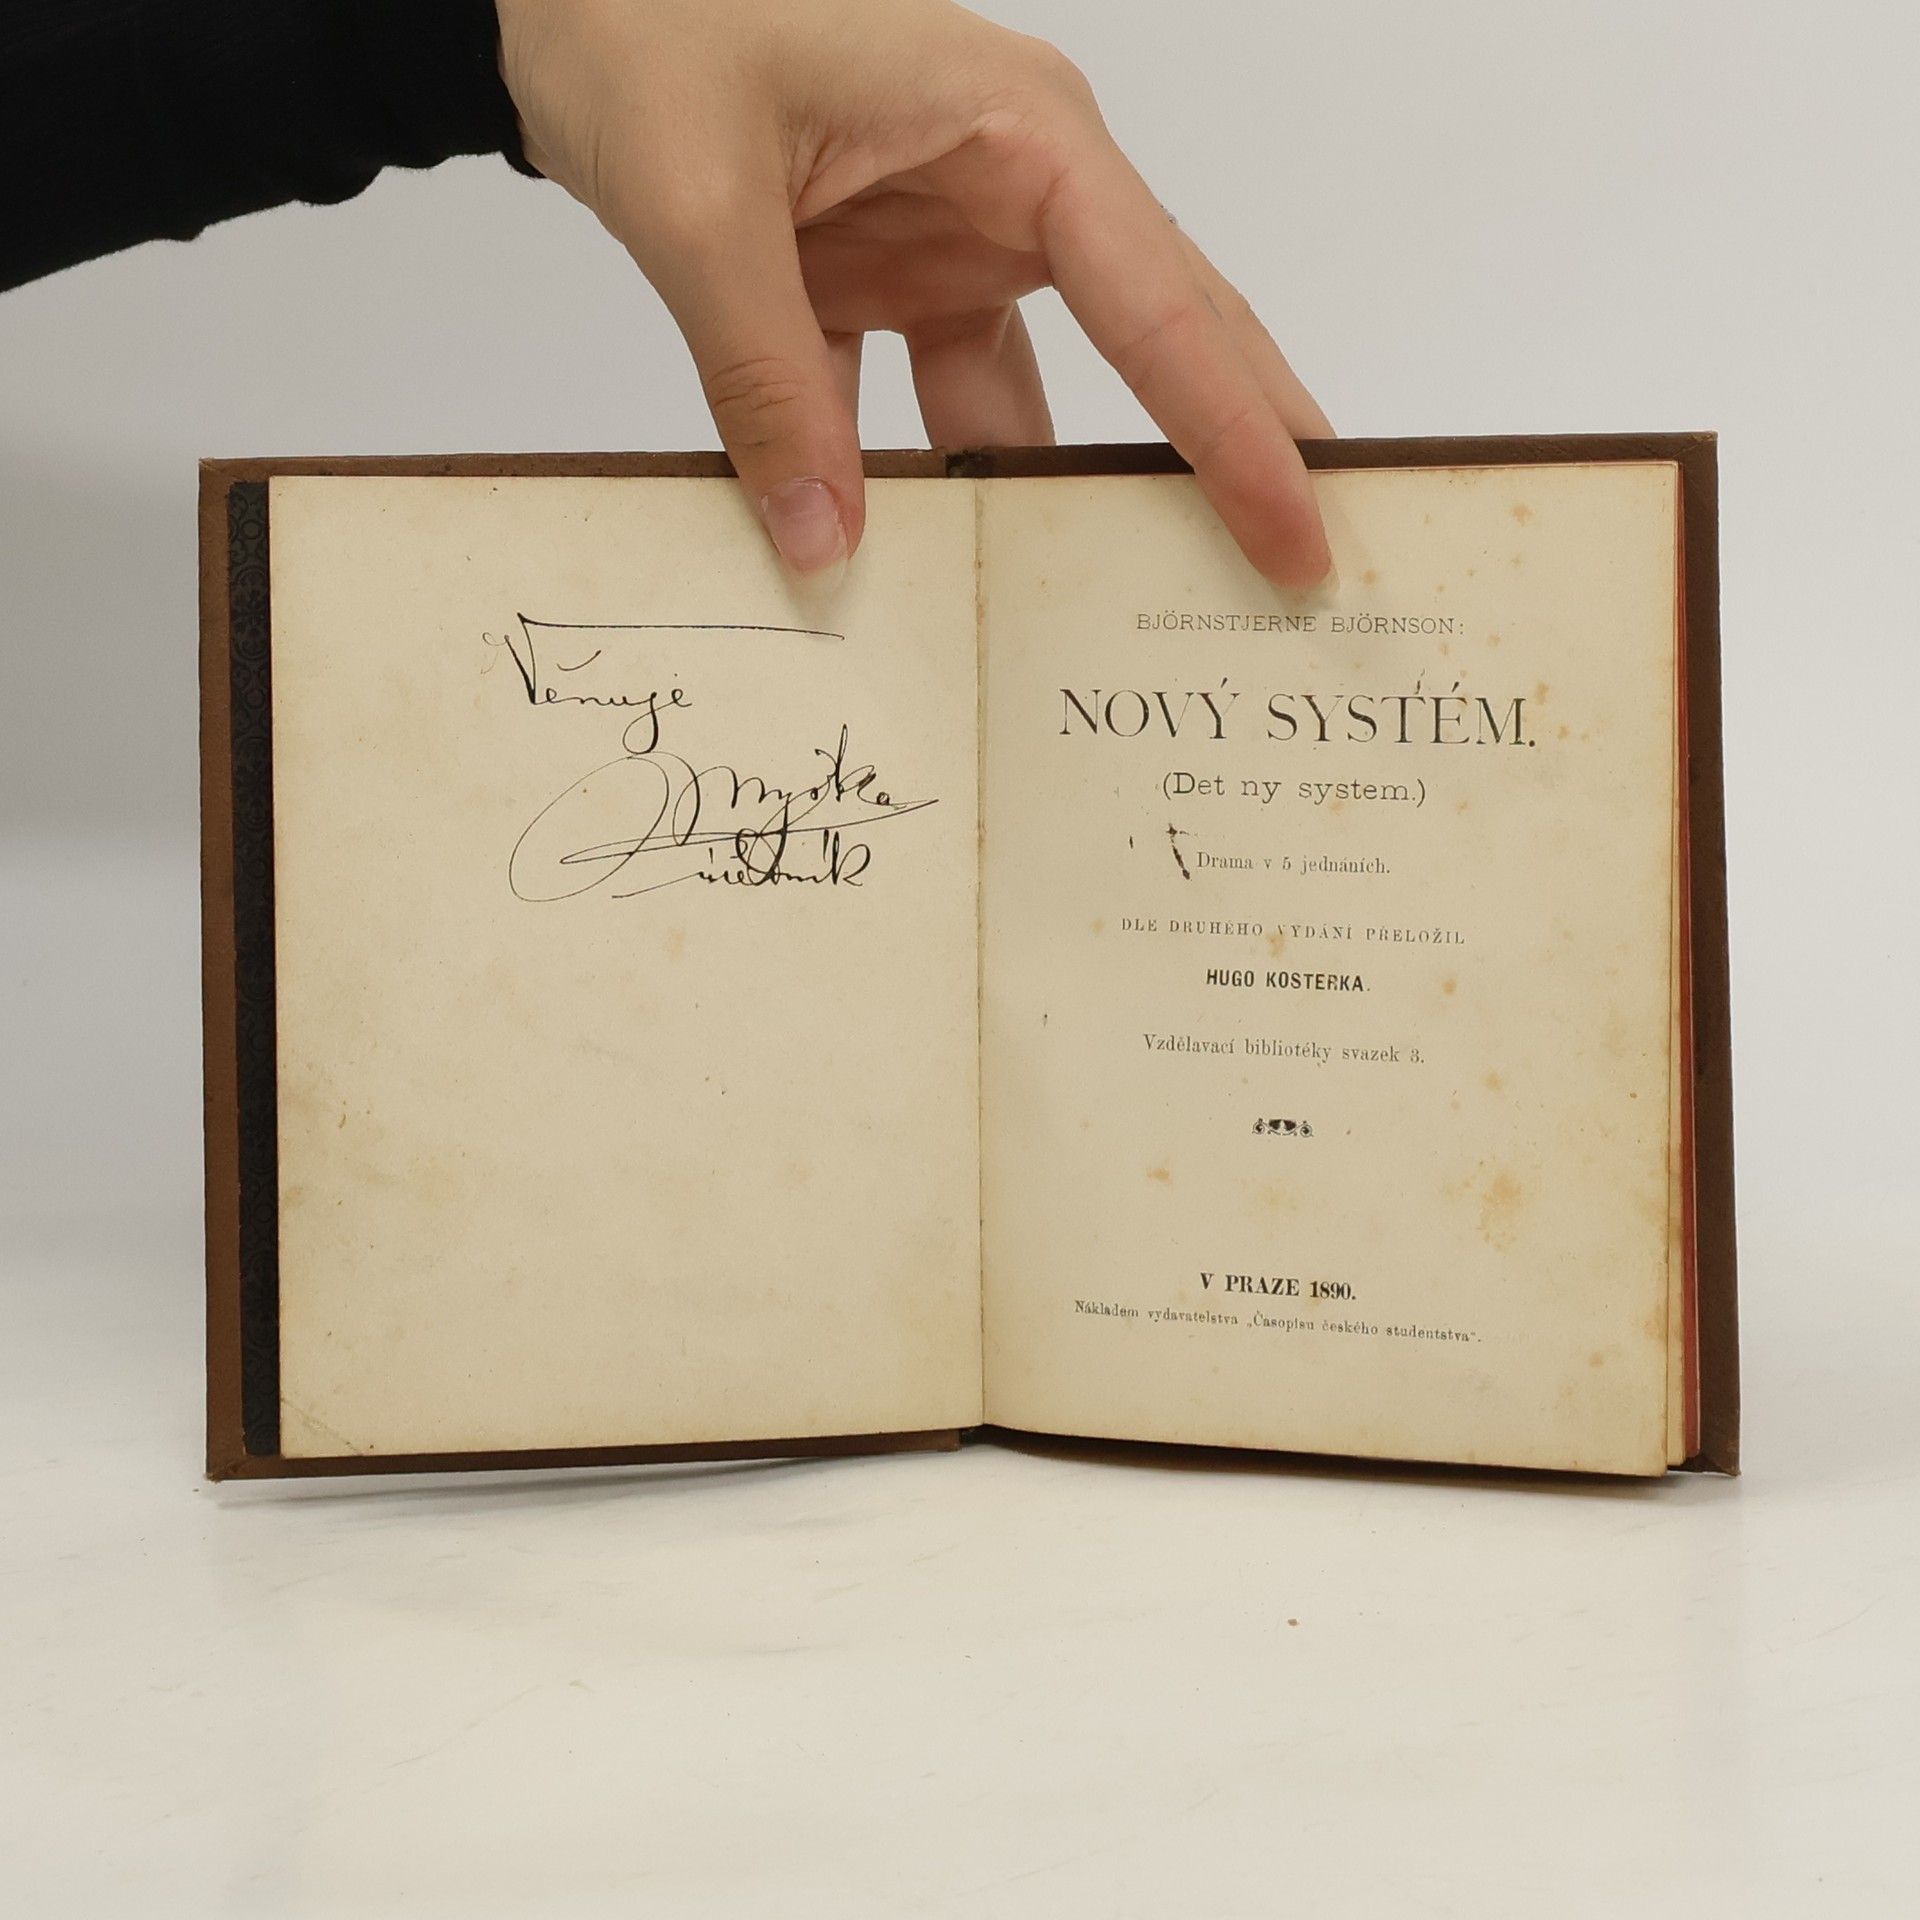 Věnuje
Myška
účetník
BJÖRNSTJERNE BJÖRNSON:
NOVÝ SYSTÉM.
(Det ny system.)
Drama v 5 jednáních.
DLE DRUHÉHO VYDÁNÍ PŘELOŽIL
HUGO KOSTERKA.
Vzdělavací bibliotéky svazek 3.
V PRAZE 1890.
Nákladem vydavatelstva „Časopisu českého studentstva“.